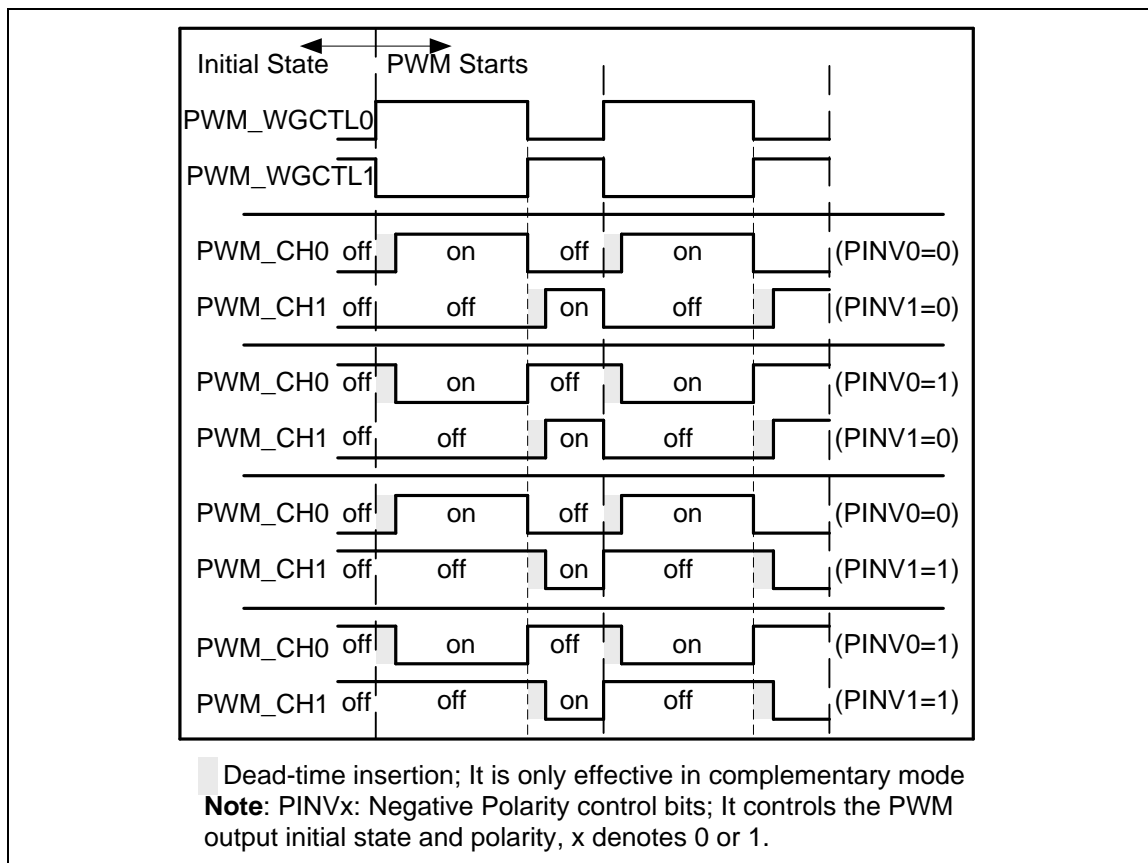 Initial State PWM Starts
PWM_WGCTL0
PWM_WGCTL1
PWM_CH0 off on off on (PINV0=0)
PWM_CH1 off off on off (PINV1=0)
PWM_CH0 off on off on (PINV0=1)
PWM_CH1 off off on off (PINV1=0)
PWM_CH0 off on off on (PINV0=0)
PWM_CH1 off off on off (PINV1=1)
PWM_CH0 off on off on (PINV0=1)
PWM_CH1 off off on off (PINV1=1)
Dead-time insertion; It is only effective in complementary mode
Note: PINVx: Negative Polarity control bits; It controls the PWM
output initial state and polarity, x denotes 0 or 1.